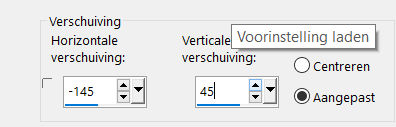 Verschuiving
Horizontale verschuiving:
Verticale verschuiving:
Voorinstelling laden
-145
45
Centreren
Aangepast